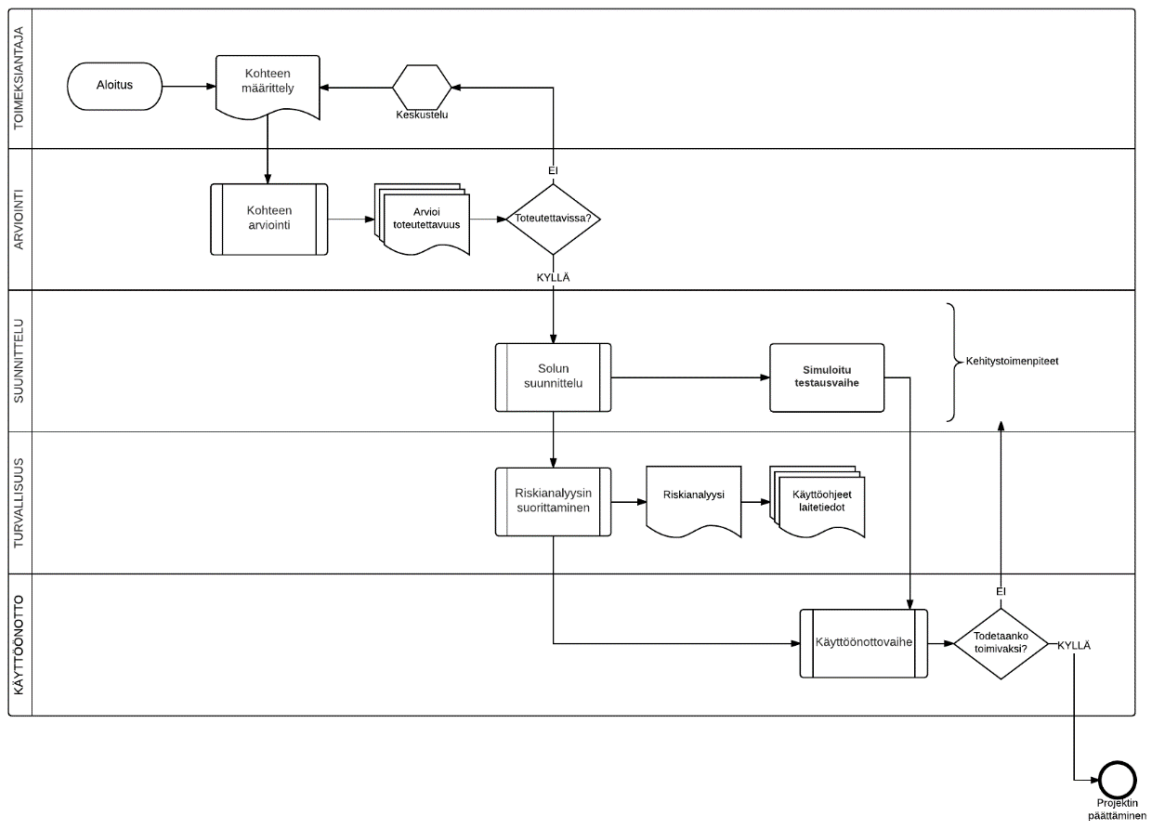 TOIMEKSIANTAJA
Aloitus
Kohteen
määrittely
Keskustelu
EI
ARVIOINTI
Kohteen
arviointi
Arvioi
toteutettavuus
Toteutettavissa?
KYLLÄ
SUUNNITTELU
Solun
suunnittelu
Simuloitu
testausvaihe
Kehitystoimenpiteet
TURVALLISUUS
Riskianalyysin
suorittaminen
Riskianalyysi
Käyttöohjeet
laitetiedot
KÄYTTÖÖNOTTO
Käyttöönottovaihe
EI
Todetaanko
toimivaksi?
KYLLÄ
Projektin
päättäminen